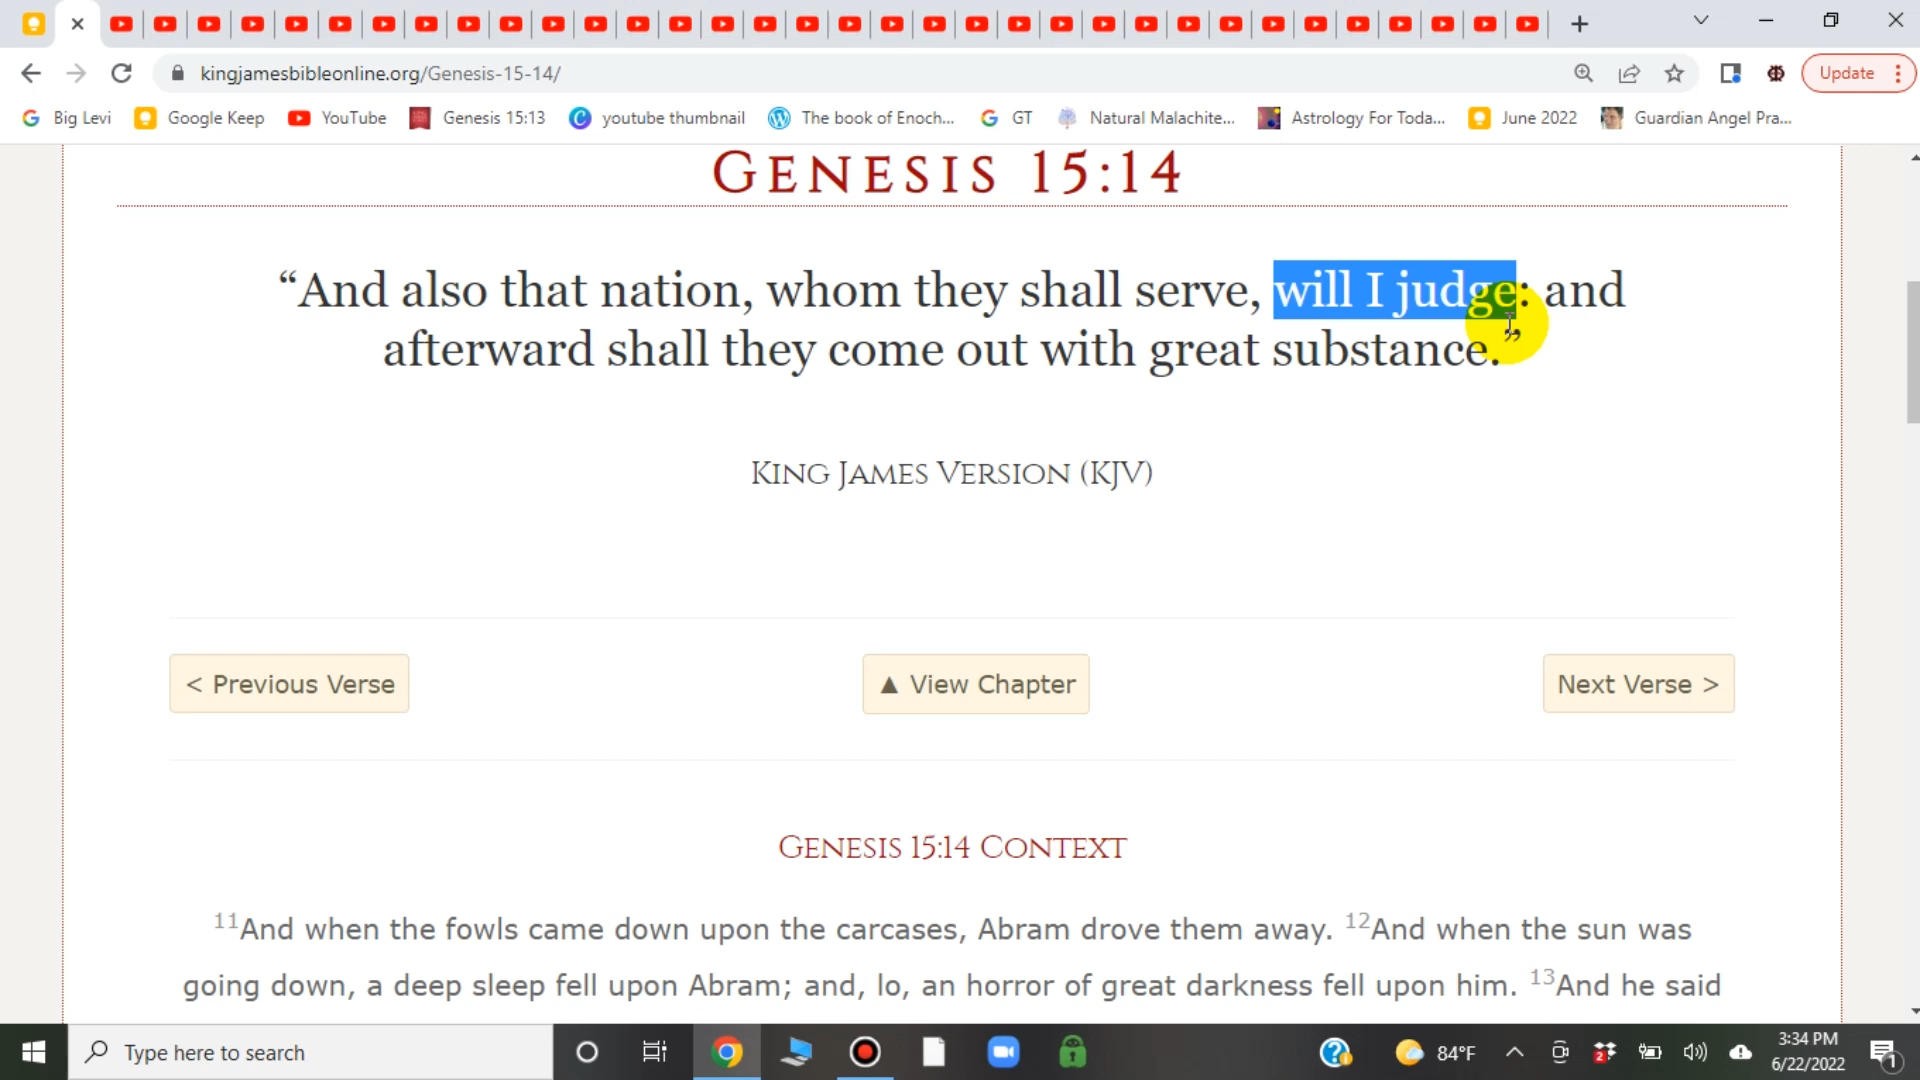 kingjamesbibleonline.org/Genesis-15-14/
Update
Big Levi Google Keep YouTube Genesis 15:13 youtube thumbnail The book of Enoch... GT Natural Malachite... Astrology For Toda... June 2022 Guardian Angel Pra...
GENESIS 15:14
“And also that nation, whom they shall serve, will I judge: and
afterward shall they come out with great substance.”
KING JAMES VERSION (KJV)
< Previous Verse ▲ View Chapter Next Verse >
GENESIS 15:14 CONTEXT
11And when the fowls came down upon the carcases, Abram drove them away. 12And when the sun was
going down, a deep sleep fell upon Abram; and, lo, an horror of great darkness fell upon him. 13And he said
Type here to search 84°F 3:34 PM
6/22/2022
2
1